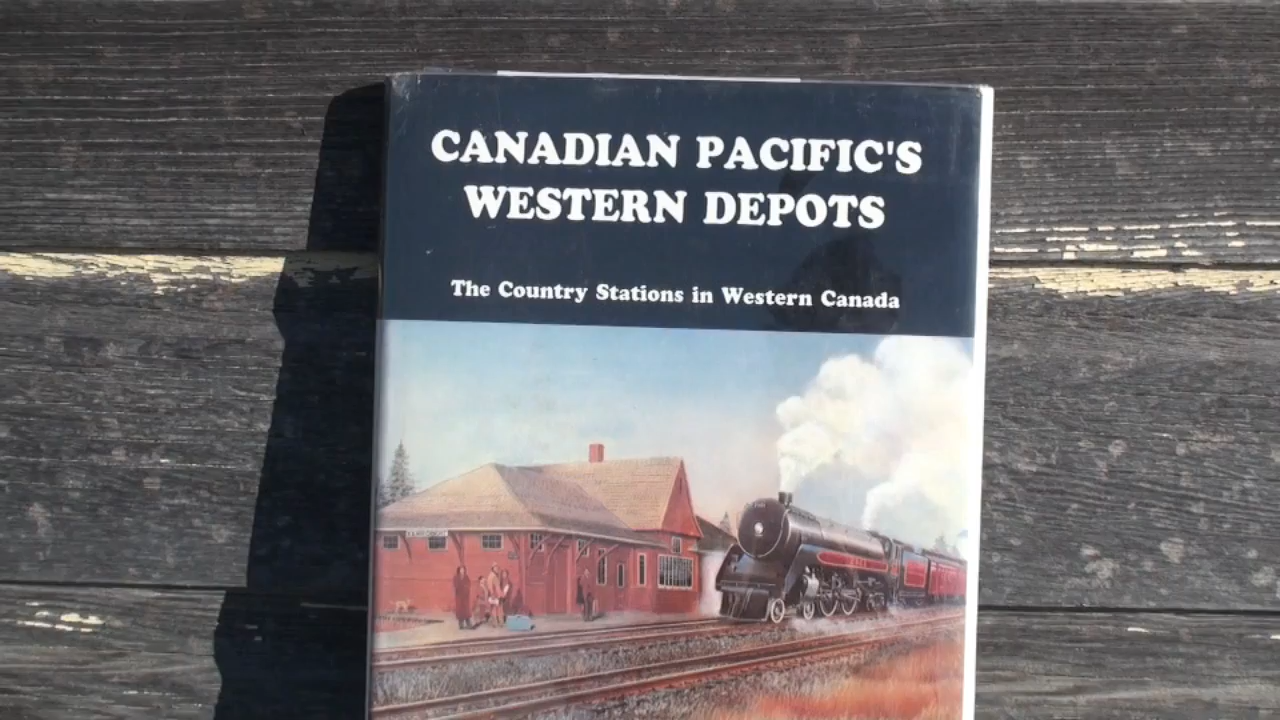 CANADIAN PACIFIC'S
WESTERN DEPOTS
The Country Stations in Western Canada